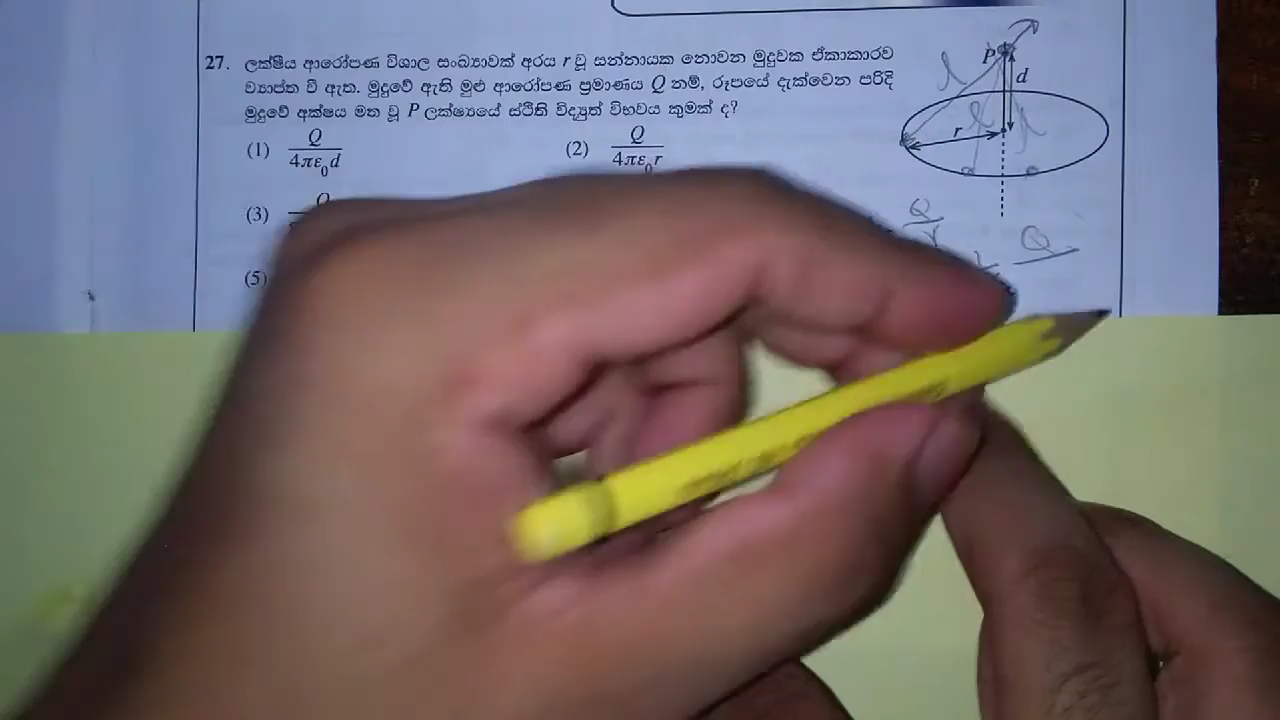 27. ලක්ෂීය ආරෝපණ විශාල සංඛ්‍යාවක් අරය r වූ සන්නායක නොවන මුදුවක ඒකාකාරව
ව්‍යාප්ත වී ඇත. මුදුවේ ඇති මුළු ආරෝපණ ප්‍රමාණය Q නම්, රූපයේ දැක්වෙන පරිදි
මුදුවේ අක්ෂය මත වූ P ලක්ෂ්‍යයේ ස්ථිති විද්‍යුත් විභවය කුමක් ද?
(1) Q / 4πε₀d
(2) Q / 4πε₀r
(3) Q
(5)
P
d
r
Q
r
Q